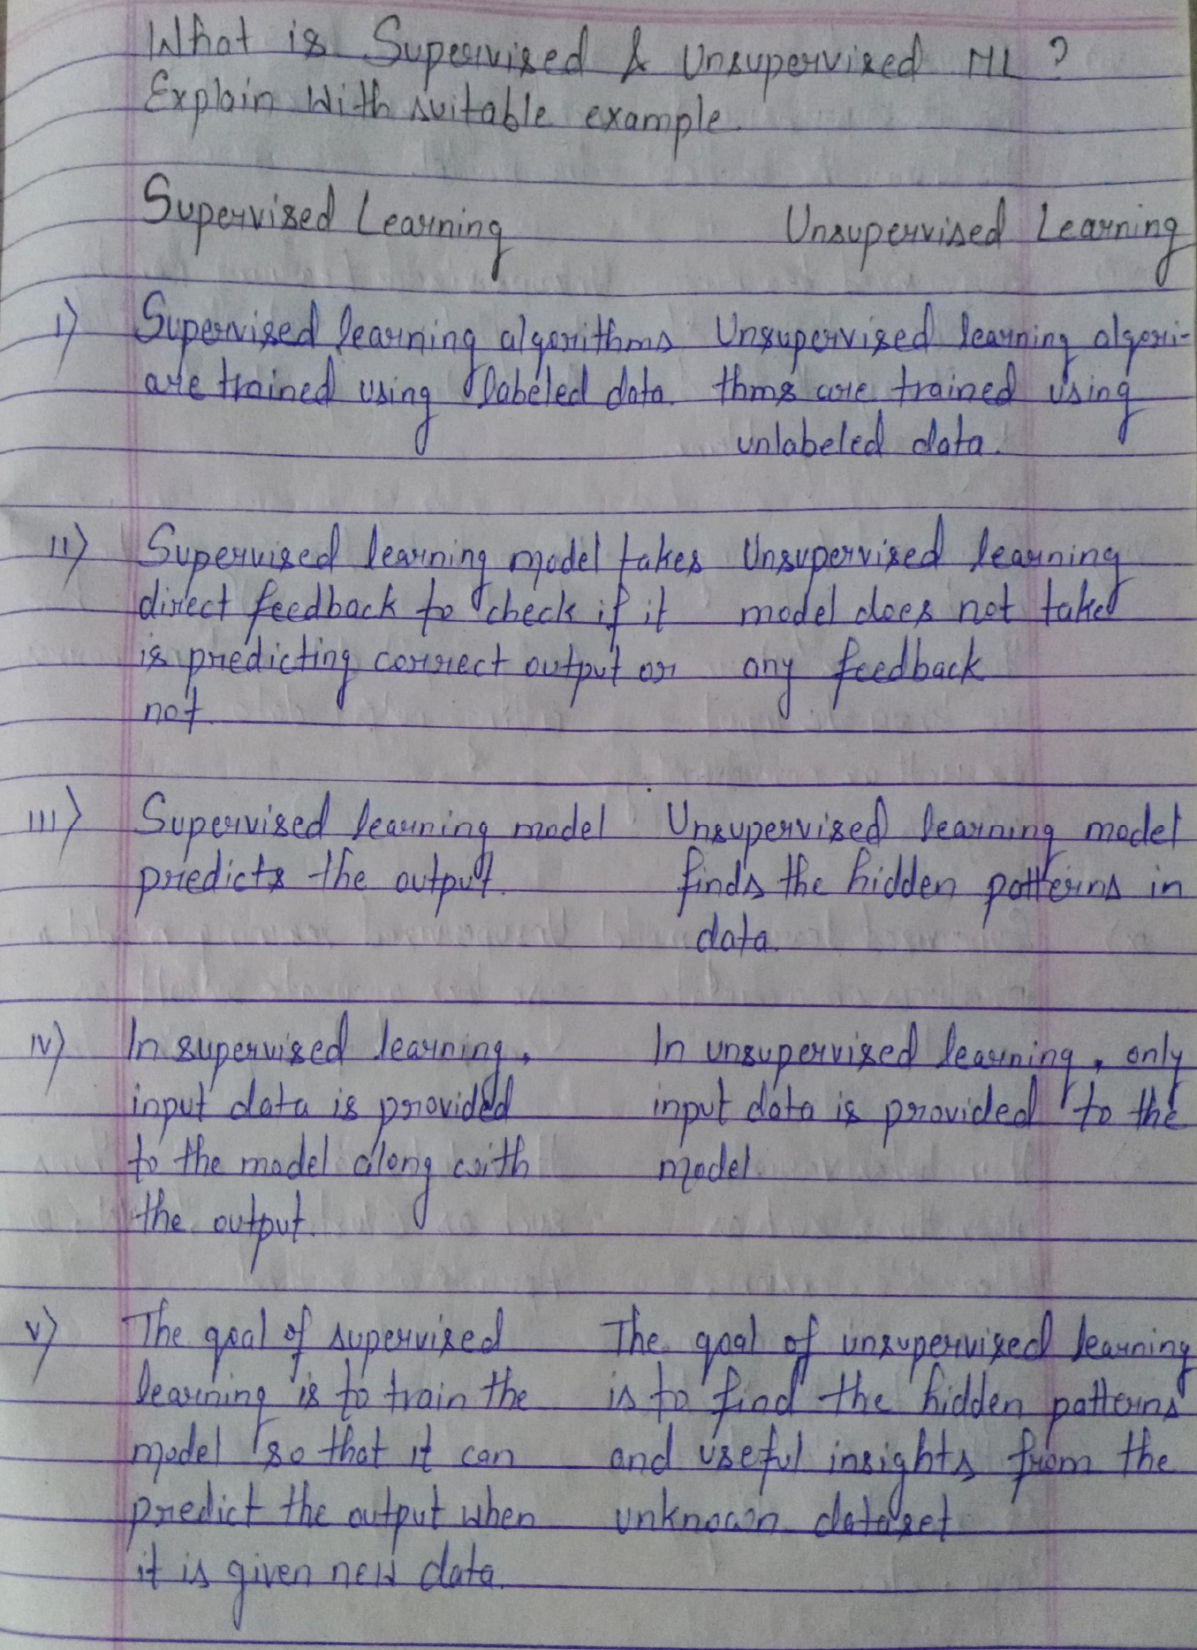 What is Supervised & Unsupervised ML ?
Explain With suitable example.
Supervised Learning Unsupervised Learning
i) Supervised learning algorithms Unsupervised learning algori-
are trained using labeled data. thms are trained using
unlabeled data.
ii) Supervised learning model takes Unsupervised learning
direct feedback to check if it model does not takes
is predicting correct output or any feedback
not.
iii) Supervised learning model Unsupervised learning model
predicts the output. finds the hidden patterns in
data.
iv) In supervised learning, In unsupervised learning, only
input data is provided input data is provided to the
to the model along with model
the output.
v) The goal of supervised The goal of unsupervised learning
learning is to train the is to find the hidden patterns
model so that it can and useful insights from the
predict the output when unknown dataset
it is given new data.